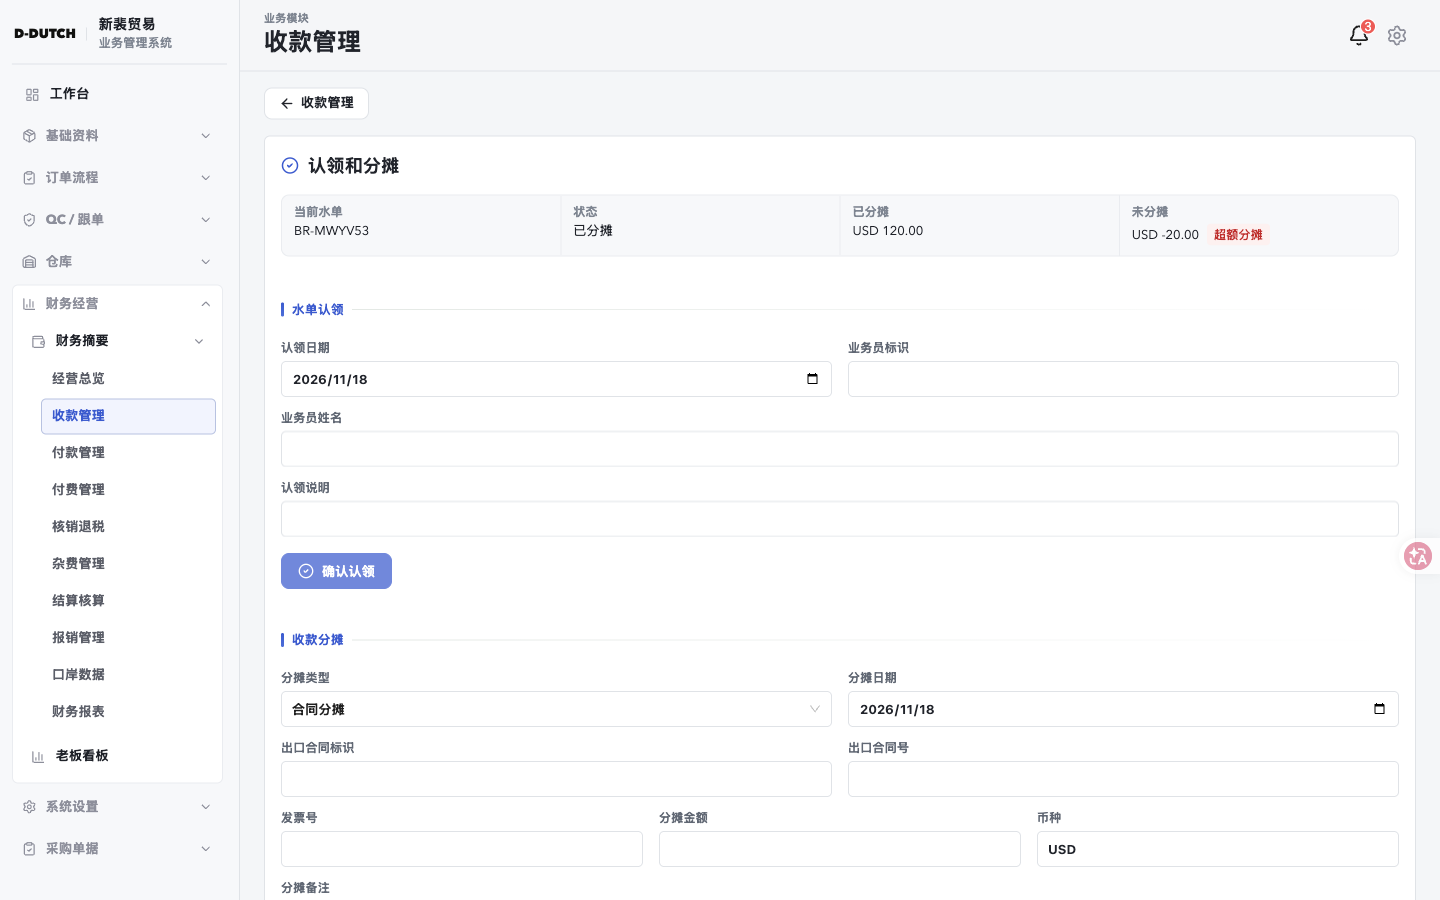 D-DUTCH
新裴贸易
业务管理系统
工作台
基础资料
订单流程
QC / 跟单
仓库
财务经营
财务摘要
经营总览
收款管理
付款管理
付费管理
核销退税
杂费管理
结算核算
报销管理
口岸数据
财务报表
老板看板
系统设置
采购单据
业务模块
收款管理
3
收款管理
认领和分摊
当前水单
BR-MWYV53
状态
已分摊
已分摊
USD 120.00
未分摊
USD -20.00 超额分摊
水单认领
认领日期
2026/11/18
业务员标识
业务员姓名
认领说明
确认认领
收款分摊
分摊类型
合同分摊
分摊日期
2026/11/18
出口合同标识
出口合同号
发票号
分摊金额
币种
USD
分摊备注